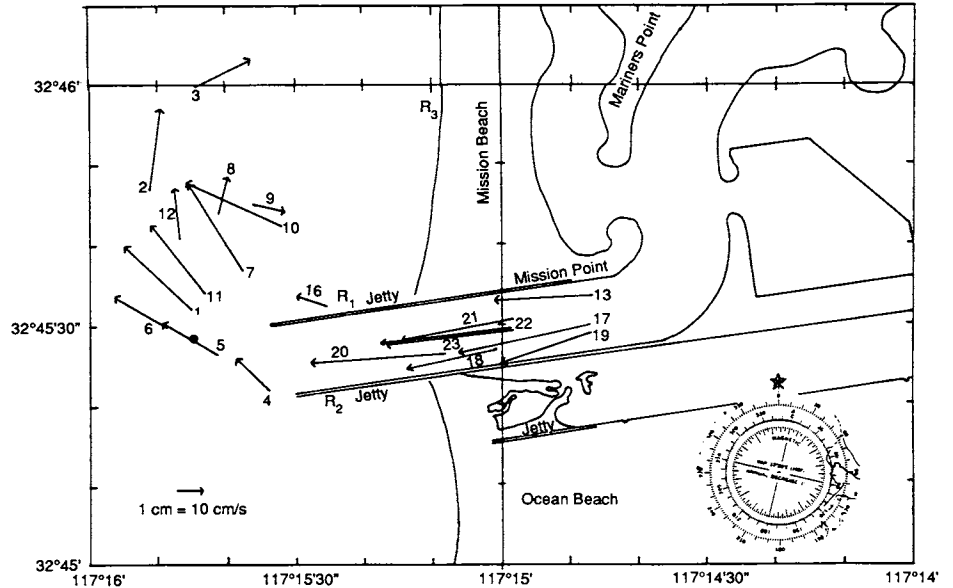 32°46'
3
R3
Mission Beach
Mariners Point
2
8
12
9
10
7
11
1
16
R1 Jetty
Mission Point
13
32°45'30"
6
5
21
22
17
23
19
20
18
4
R2 Jetty
Jetty
1 cm = 10 cm/s
Ocean Beach
MAGNETIC
32°45'
117°16'
117°15'30"
117°15'
117°14'30"
117°14'